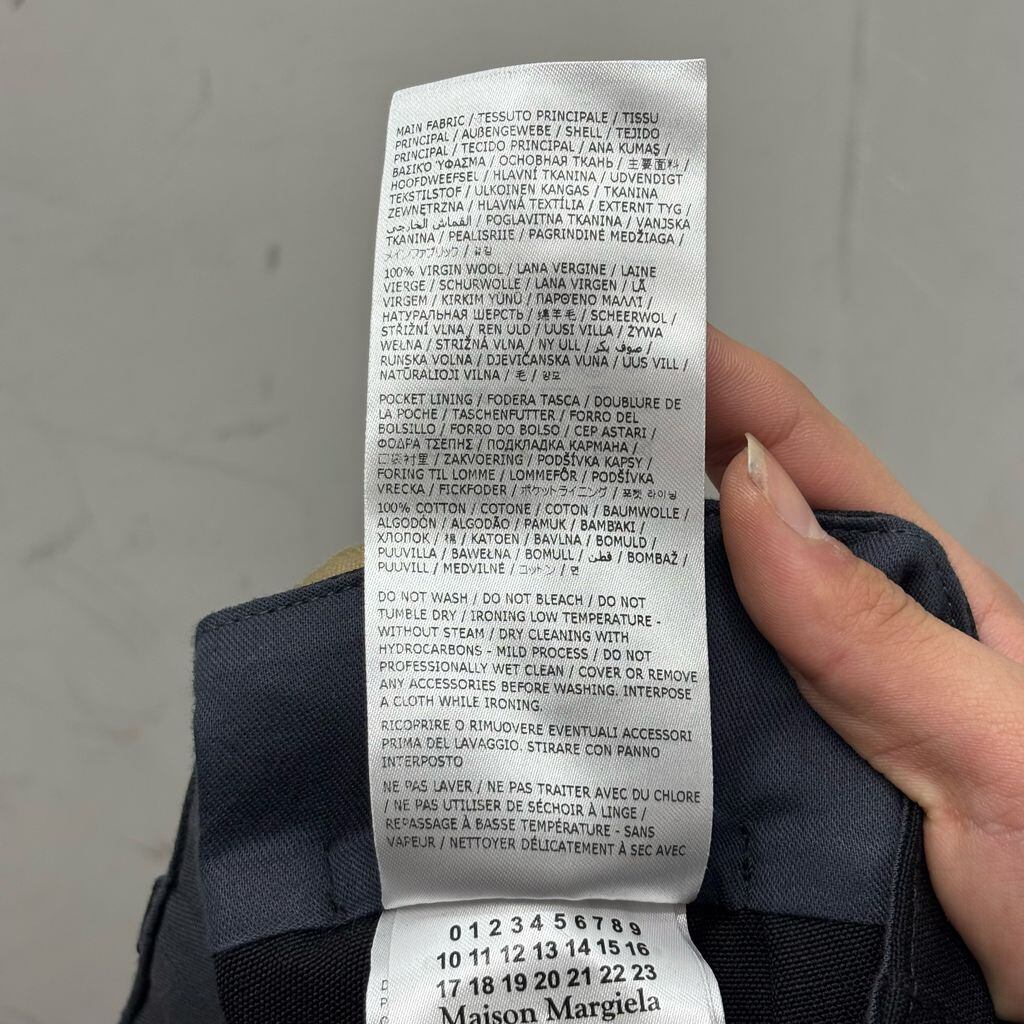 MAIN FABRIC / TESSUTO PRINCIPALE / TISSU
PRINCIPAL / AUßENGEWEBE / SHELL / TEJIDO
PRINCIPAL / TECIDO PRINCIPAL / ANA KUMAŞ /
ΒΑΣΙΚΌ ΎΦΑΣΜΑ / ОСНОВНАЯ ТКАНЬ / 主要面料 /
HOOFDWEEFSEL / HLAVNÍ TKANINA / UDVENDIGT
TEKSTILSTOF / ULKOINEN KANGAS / TKANINA
ZEWNĘTRZNA / HLAVNÁ TEXTÍLIA / EXTERNT TYG /
القماش الخارجي / POGLAVITNA TKANINA / VANJSKA
TKANINA / PEALISRIIE / PAGRINDINĖ MEDŽIAGA /
メインファブリック / 겉감
100% VIRGIN WOOL / LANA VERGINE / LAINE
VIERGE / SCHURWOLLE / LANA VIRGEN / LÃ
VIRGEM / KIRKIM YÜNÜ / ΠΑΡΘΈΝΟ ΜΑΛΛΊ /
НАТУРАЛЬНАЯ ШЕРСТЬ / 绵羊毛 / SCHEERWOL /
STŘIŽNÍ VLNA / REN ULD / UUSI VILLA / ŻYWA
WEŁNA / STRIŽNÁ VLNA / NY ULL / صوف بكر /
RUNSKA VOLNA / DJEVIČANSKA VUNA / UUS VILL /
NATŪRALIOJI VILNA / 毛 / 양모
POCKET LINING / FODERA TASCA / DOUBLURE DE
LA POCHE / TASCHENFUTTER / FORRO DEL
BOLSILLO / FORRO DO BOLSO / CEP ASTARI /
ΦΟΔΡΑ ΤΣΕΠΗΣ / ПОДКЛАДКА КАРМАНА /
口袋衬里 / ZAKVOERING / PODŠÍVKA KAPSY /
FORING TIL LOMME / LOMMEFÔR / PODŠÍVKA
VRECKA / FICKFODER / ポケットライニング / 포켓 라이닝
100% COTTON / COTONE / COTON / BAUMWOLLE /
ALGODÓN / ALGODÃO / PAMUK / ΒΑΜΒΆΚΙ /
ХЛОПОК / 棉 / KATOEN / BAVLNA / BOMULD /
PUUVILLA / BAWEŁNA / BOMULL / قطن / BOMBAŽ /
PUUVILL / MEDVILNĖ / コットン / 면
DO NOT WASH / DO NOT BLEACH / DO NOT
TUMBLE DRY / IRONING LOW TEMPERATURE -
WITHOUT STEAM / DRY CLEANING WITH
HYDROCARBONS - MILD PROCESS / DO NOT
PROFESSIONALLY WET CLEAN / COVER OR REMOVE
ANY ACCESSORIES BEFORE WASHING. INTERPOSE
A CLOTH WHILE IRONING.
RICOPRIRE O RIMUOVERE EVENTUALI ACCESSORI
PRIMA DEL LAVAGGIO. STIRARE CON PANNO
INTERPOSTO
NE PAS LAVER / NE PAS TRAITER AVEC DU CHLORE
/ NE PAS UTILISER DE SÉCHOIR À LINGE /
REPASSAGE À BASSE TEMPÉRATURE - SANS
VAPEUR / NETTOYER DÉLICATEMENT À SEC AVEC
0 1 2 3 4 5 6 7 8 9
10 11 12 13 14 15 16
17 18 19 20 21 22 23
Maison Margiela